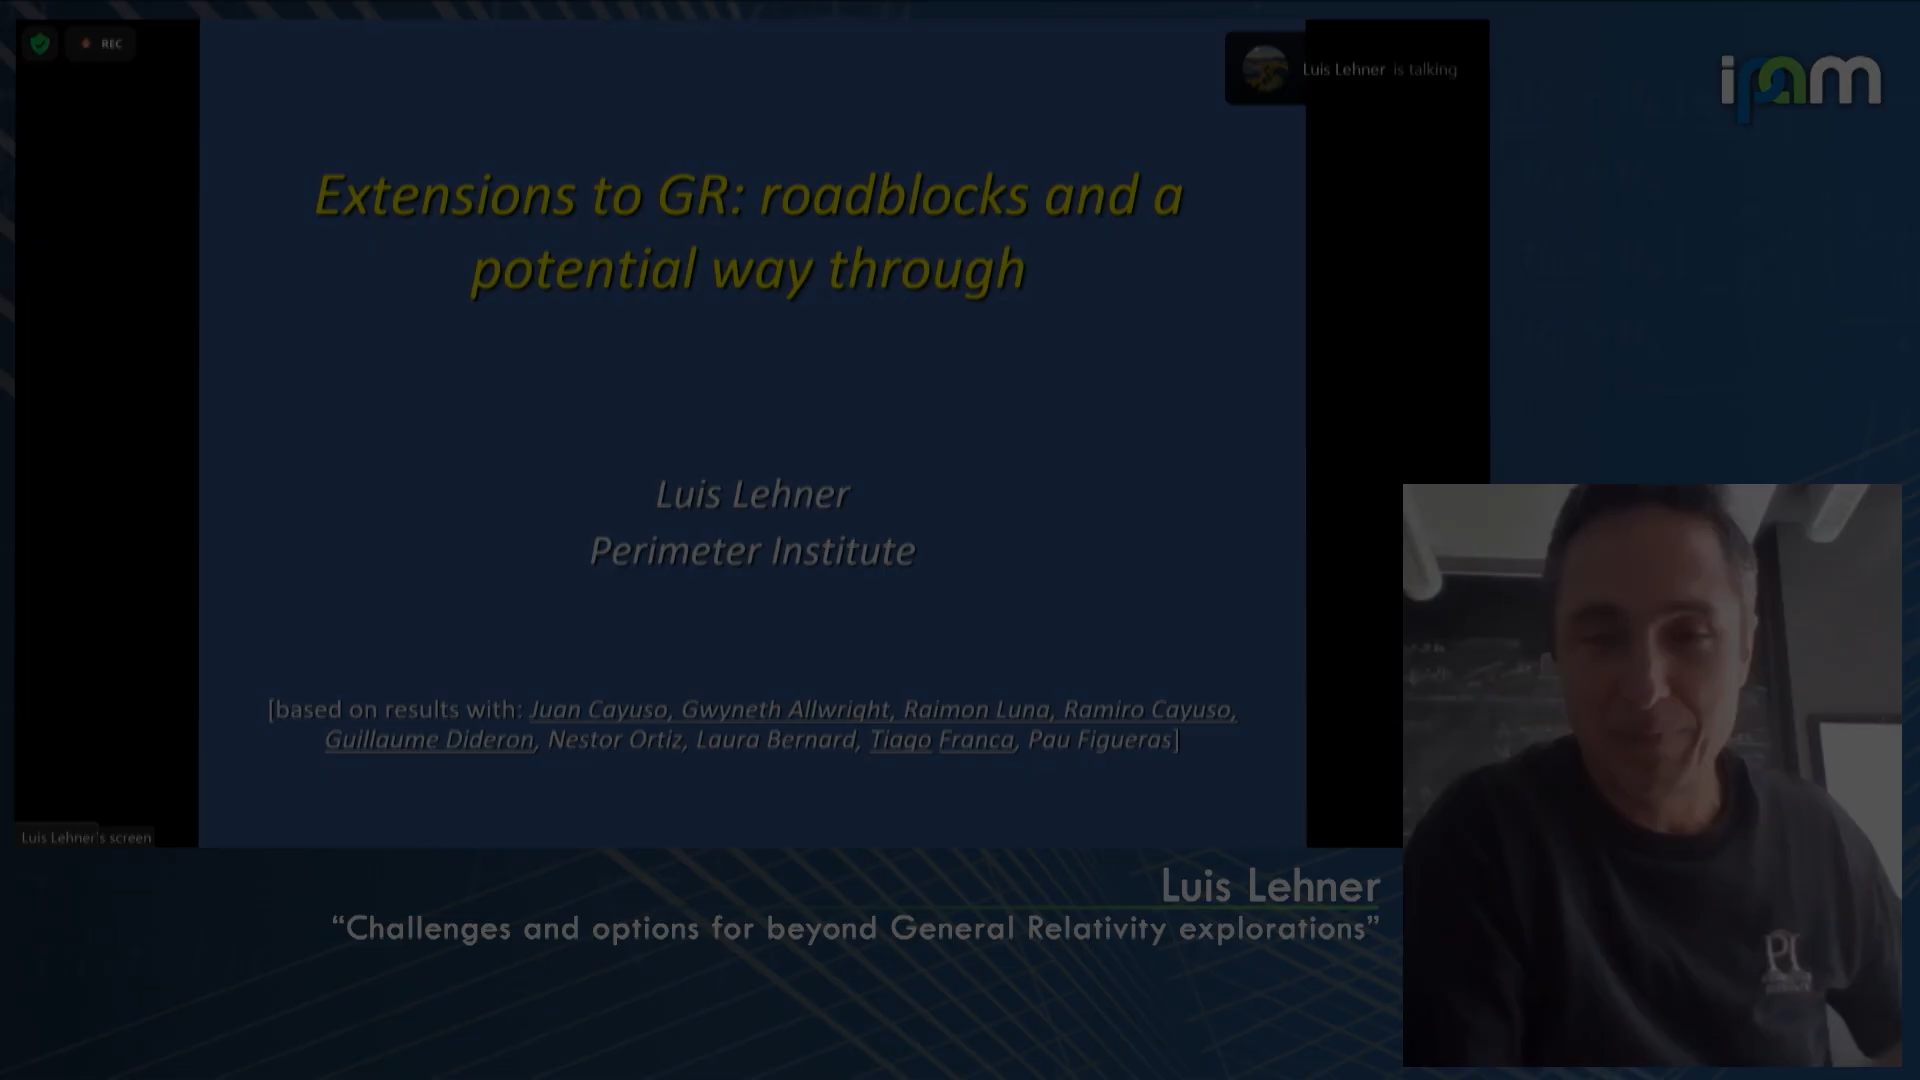 REC
Luis Lehner is talking
ipam
Extensions to GR: roadblocks and a
potential way through
Luis Lehner
Perimeter Institute
[based on results with: Juan Cayuso, Gwyneth Allwright, Raimon Luna, Ramiro Cayuso,
Guillaume Dideron, Nestor Ortiz, Laura Bernard, Tiago Franca, Pau Figueras]
Luis Lehner's screen
Luis Lehner
“Challenges and options for beyond General Relativity explorations”
PI